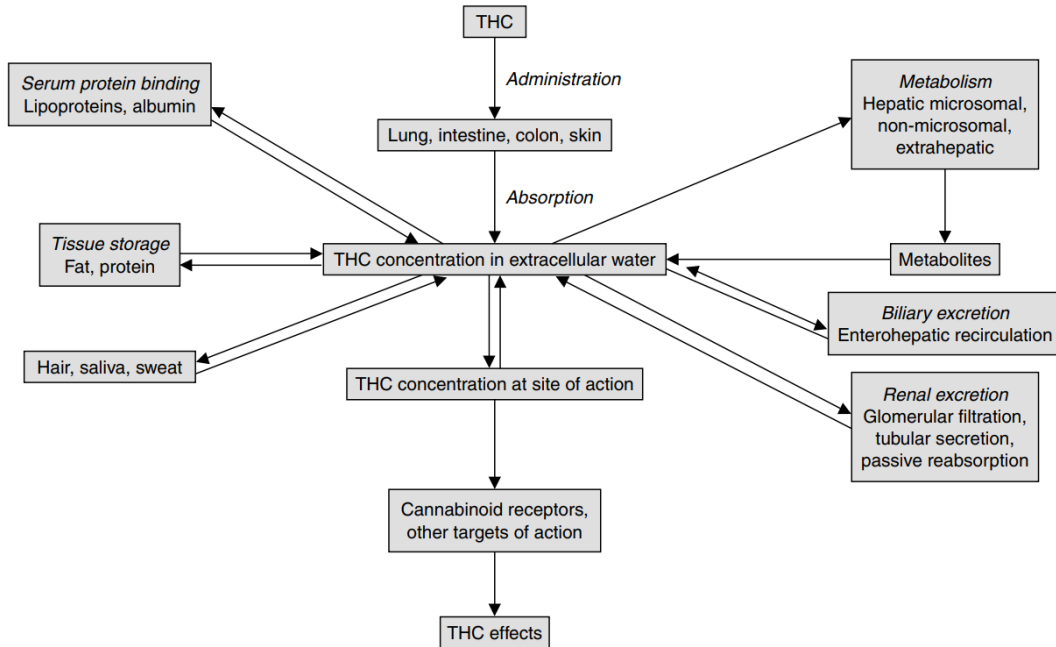 THC
Administration
Serum protein binding
Lipoproteins, albumin
Metabolism
Hepatic microsomal,
non-microsomal,
extrahepatic
Lung, intestine, colon, skin
Absorption
Tissue storage
Fat, protein
THC concentration in extracellular water
Metabolites
Biliary excretion
Enterohepatic recirculation
Hair, saliva, sweat
THC concentration at site of action
Renal excretion
Glomerular filtration,
tubular secretion,
passive reabsorption
Cannabinoid receptors,
other targets of action
THC effects